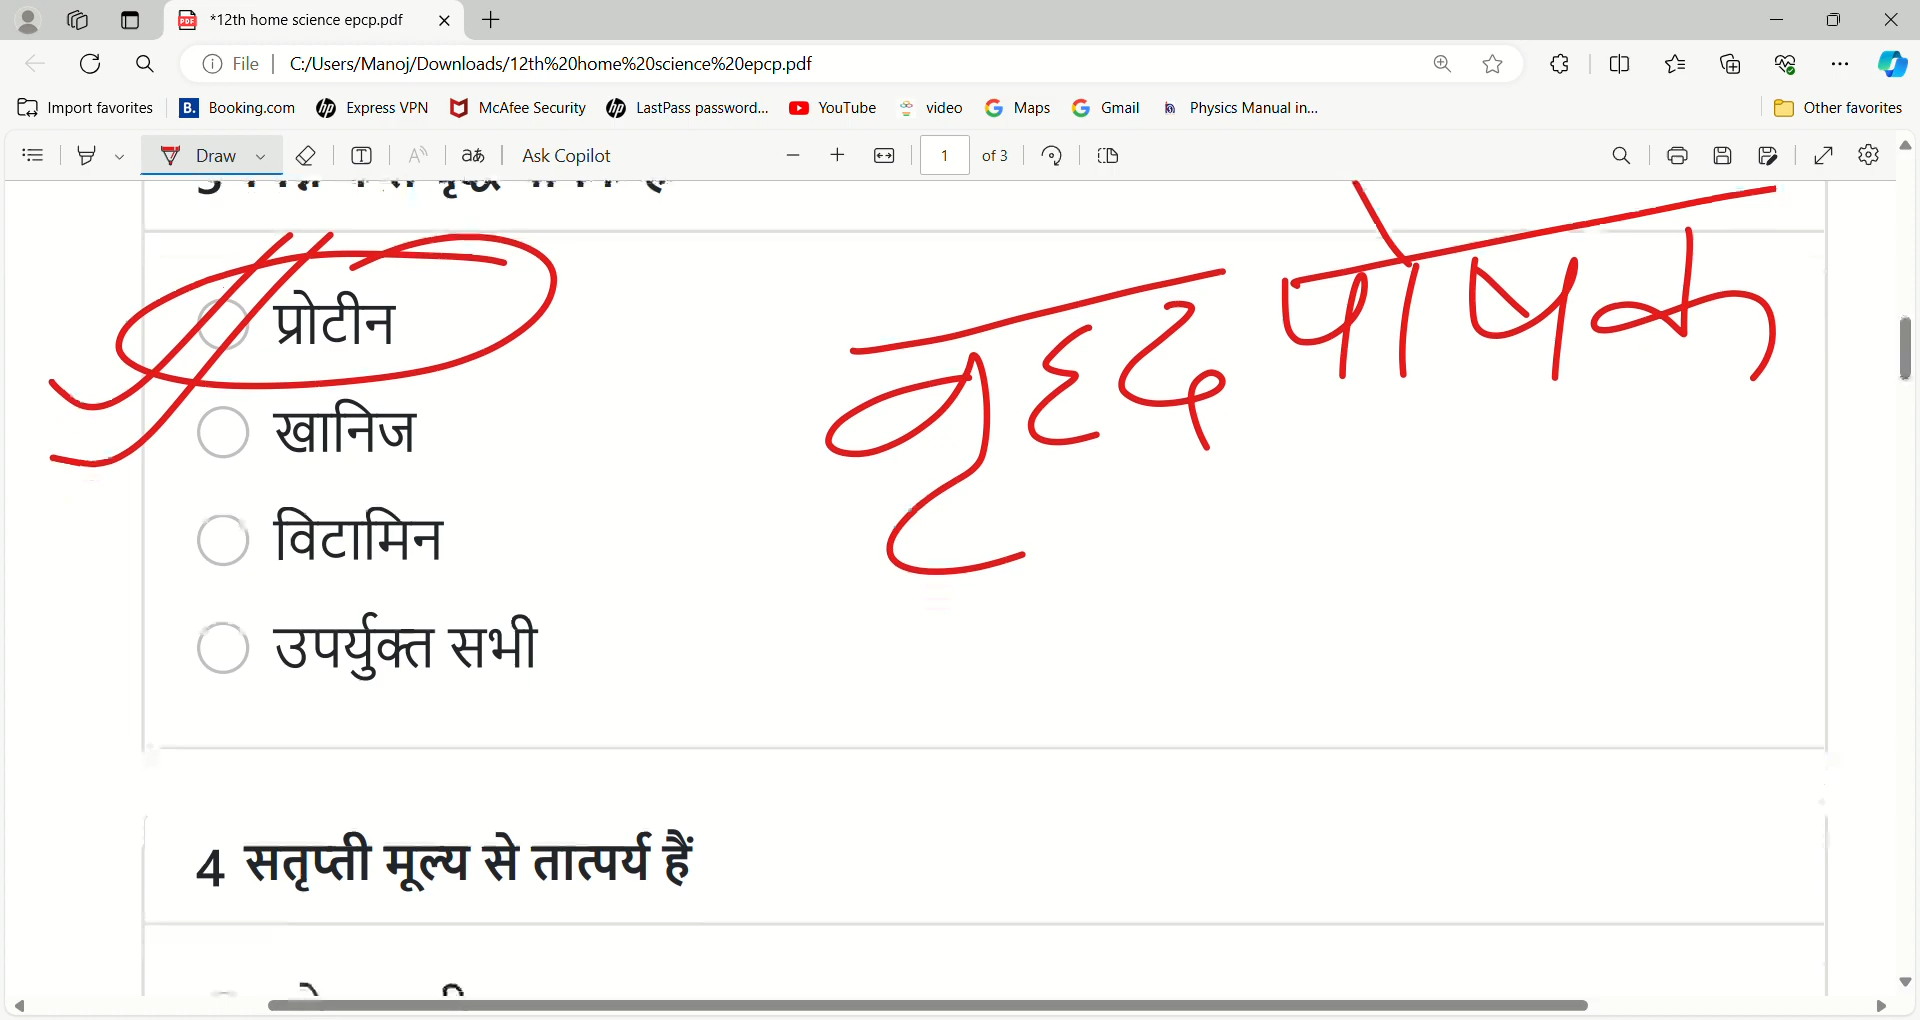 *12th home science epcp.pdf
File C:/Users/Manoj/Downloads/12th%20home%20science%20epcp.pdf
Import favorites Booking.com Express VPN McAfee Security LastPass password... YouTube video Maps Gmail Physics Manual in... Other favorites
Draw Ask Copilot 1 of 3
वृहद पोषक
प्रोटीन
खानिज
विटामिन
उपर्युक्त सभी
4 सतृप्ती मूल्य से तात्पर्य हैं